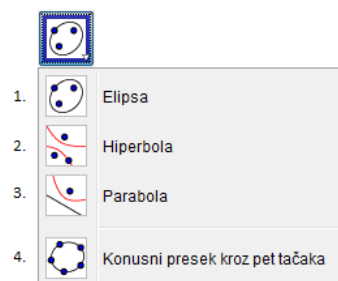 1. Elipsa
2. Hiperbola
3. Parabola
4. Konusni presek kroz pet tačaka